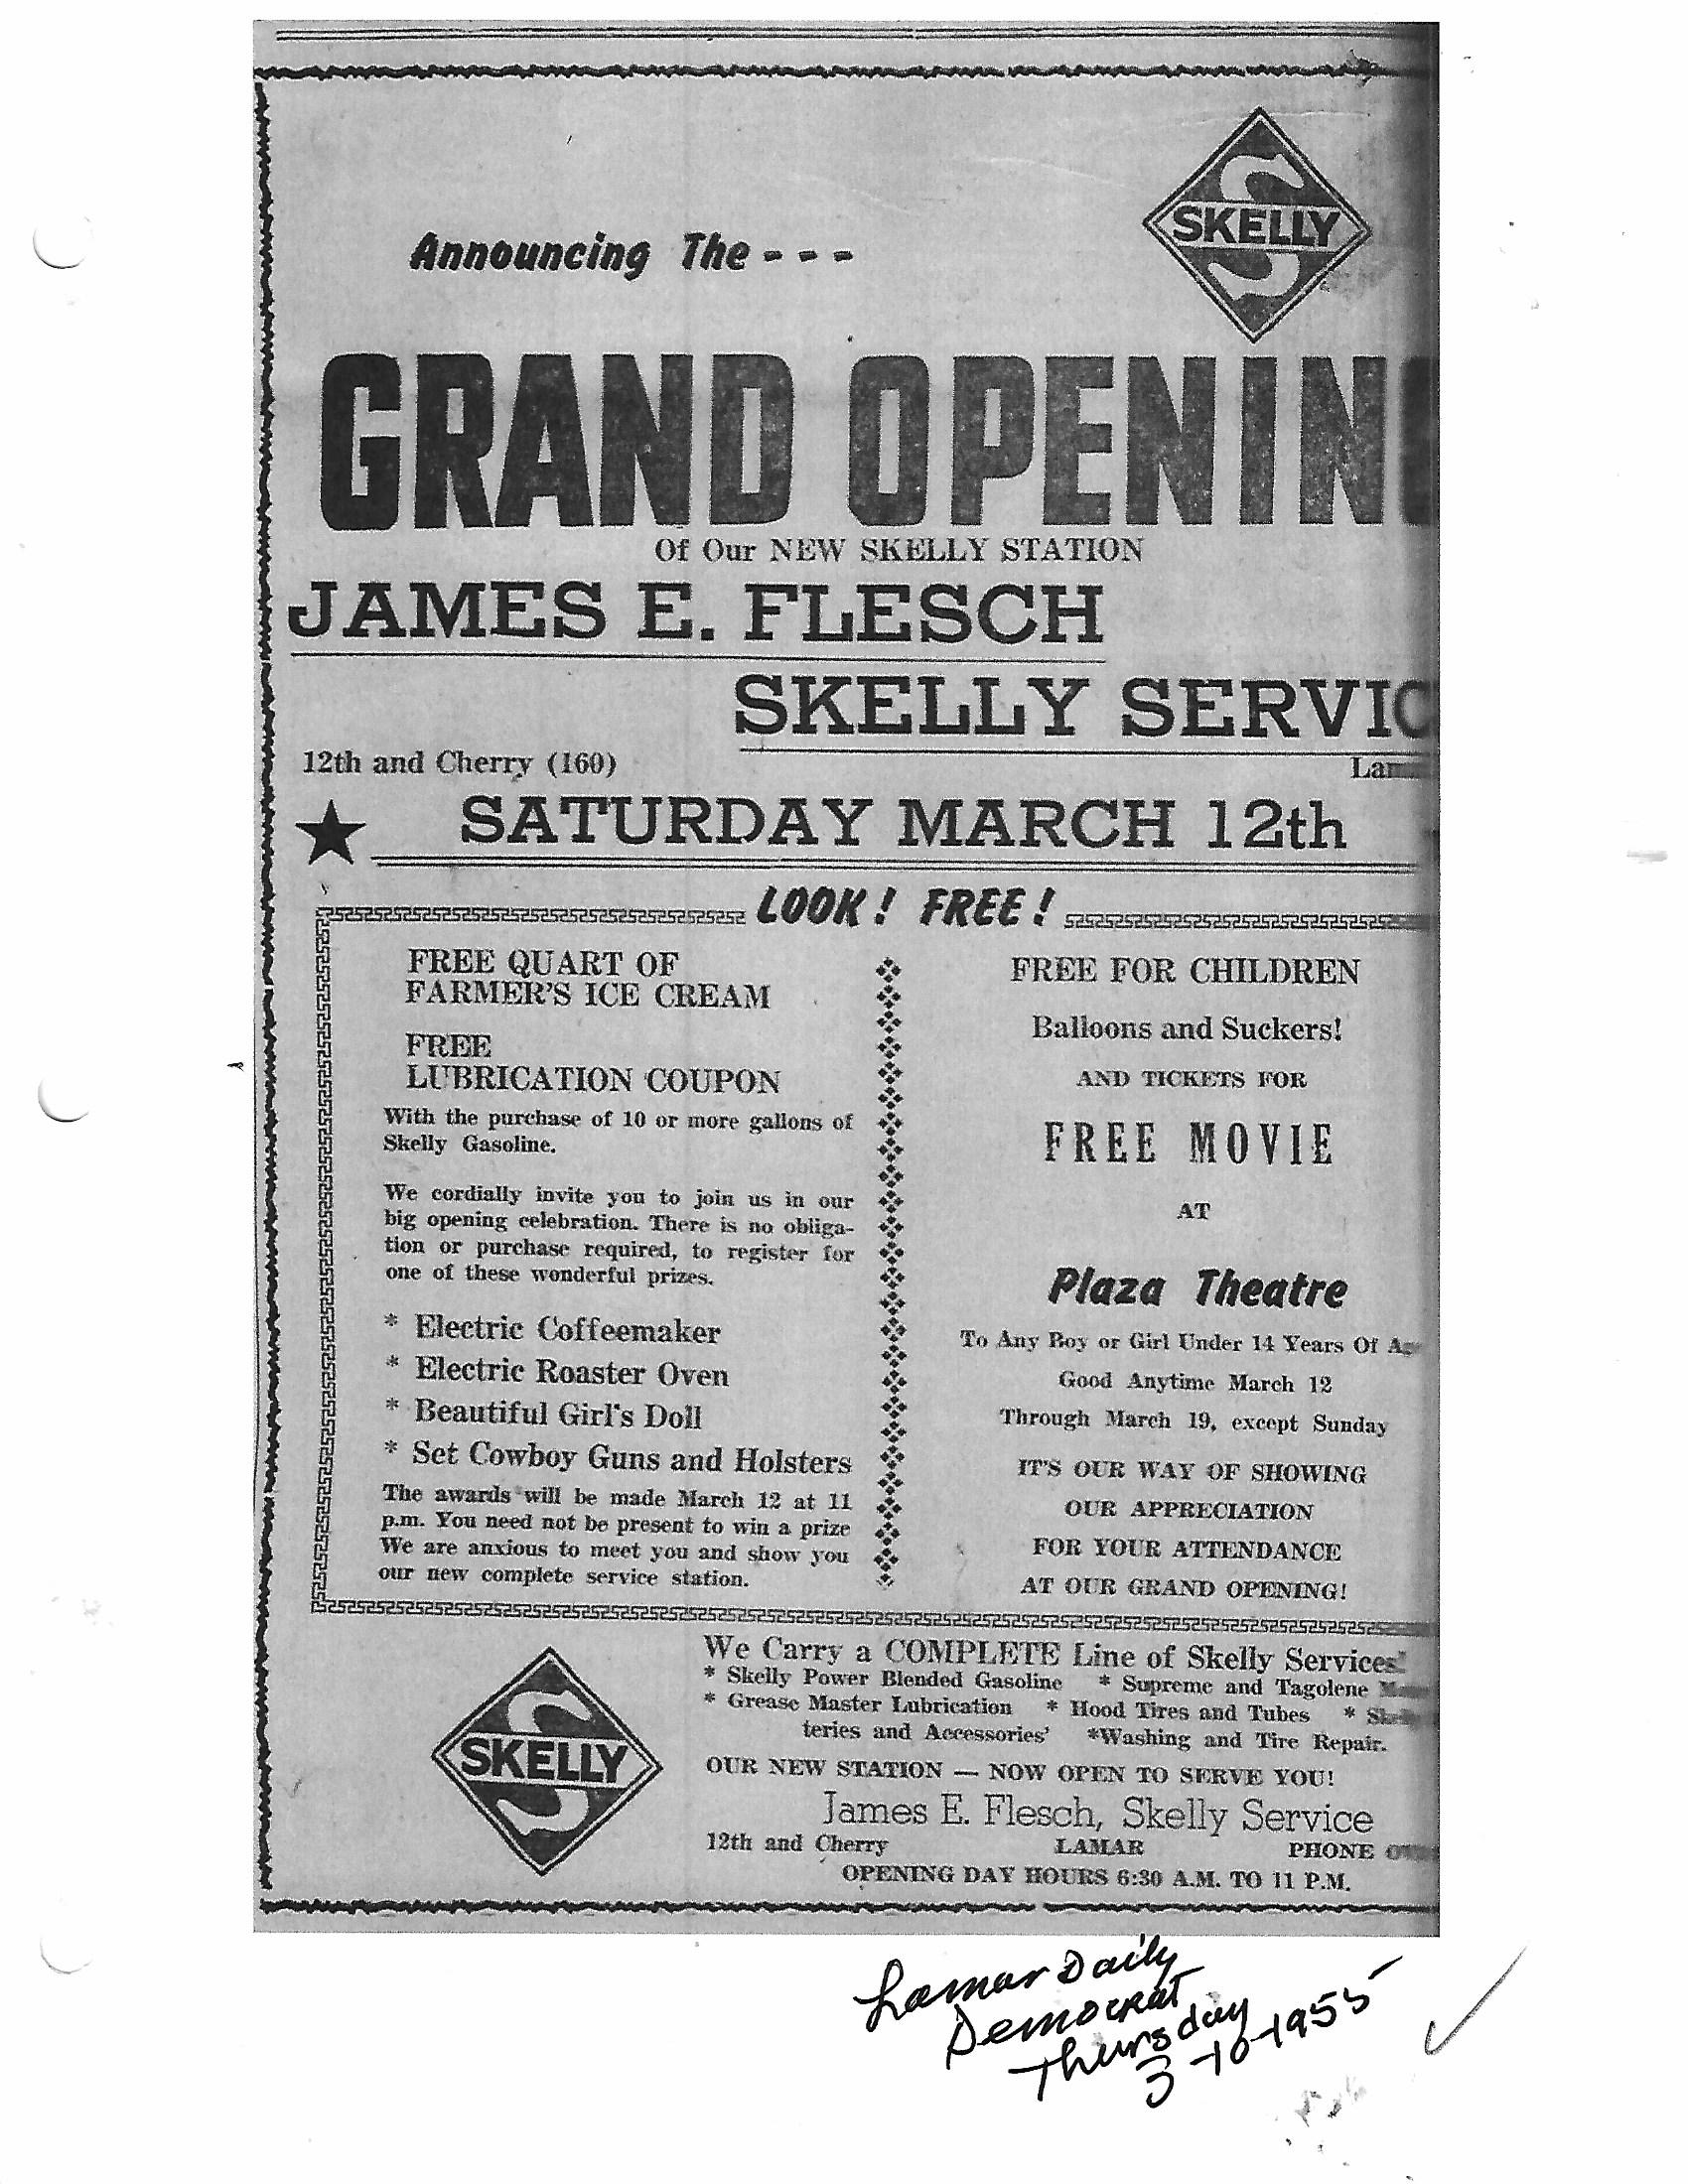 SKELLY
Announcing The - - -
GRAND OPENIN
Of Our NEW SKELLY STATION
JAMES E. FLESCH
SKELLY SERVIC
12th and Cherry (160)
SATURDAY MARCH 12th
LOOK! FREE!
FREE QUART OF
FARMER'S ICE CREAM
FREE
LUBRICATION COUPON
With the purchase of 10 or more gallons of
Skelly Gasoline.
We cordially invite you to join us in our
big opening celebration. There is no obliga-
tion or purchase required, to register for
one of these wonderful prizes.
* Electric Coffeemaker
* Electric Roaster Oven
* Beautiful Girl's Doll
* Set Cowboy Guns and Holsters
The awards will be made March 12 at 11
p.m. You need not be present to win a prize
We are anxious to meet you and show you
our new complete service station.
FREE FOR CHILDREN
Balloons and Suckers!
AND TICKETS FOR
FREE MOVIE
AT
Plaza Theatre
To Any Boy or Girl Under 14 Years Of Age
Good Anytime March 12
Through March 19, except Sunday
IT'S OUR WAY OF SHOWING
OUR APPRECIATION
FOR YOUR ATTENDANCE
AT OUR GRAND OPENING!
SKELLY
We Carry a COMPLETE Line of Skelly Services!
* Skelly Power Blended Gasoline * Supreme and Tagolene
* Grease Master Lubrication * Hood Tires and Tubes *
teries and Accessories' *Washing and Tire Repair.
OUR NEW STATION — NOW OPEN TO SERVE YOU!
James E. Flesch, Skelly Service
12th and Cherry LAMAR PHONE
OPENING DAY HOURS 6:30 A.M. TO 11 P.M.
Lamar Daily
Democrat
Thursday
3-10-1955